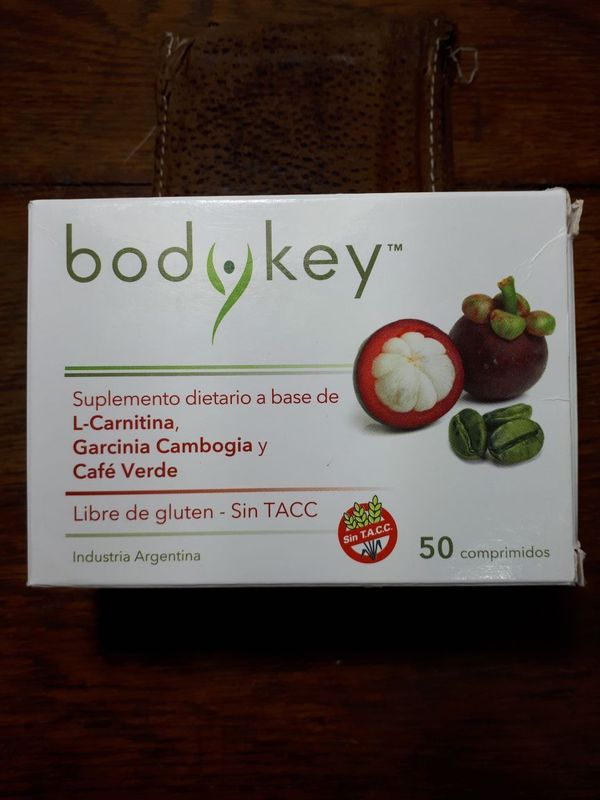 bodykey™
Suplemento dietario a base de
L-Carnitina,
Garcinia Cambogia y
Café Verde
Libre de gluten - Sin TACC
Sin T.A.C.C.
Industria Argentina
50 comprimidos